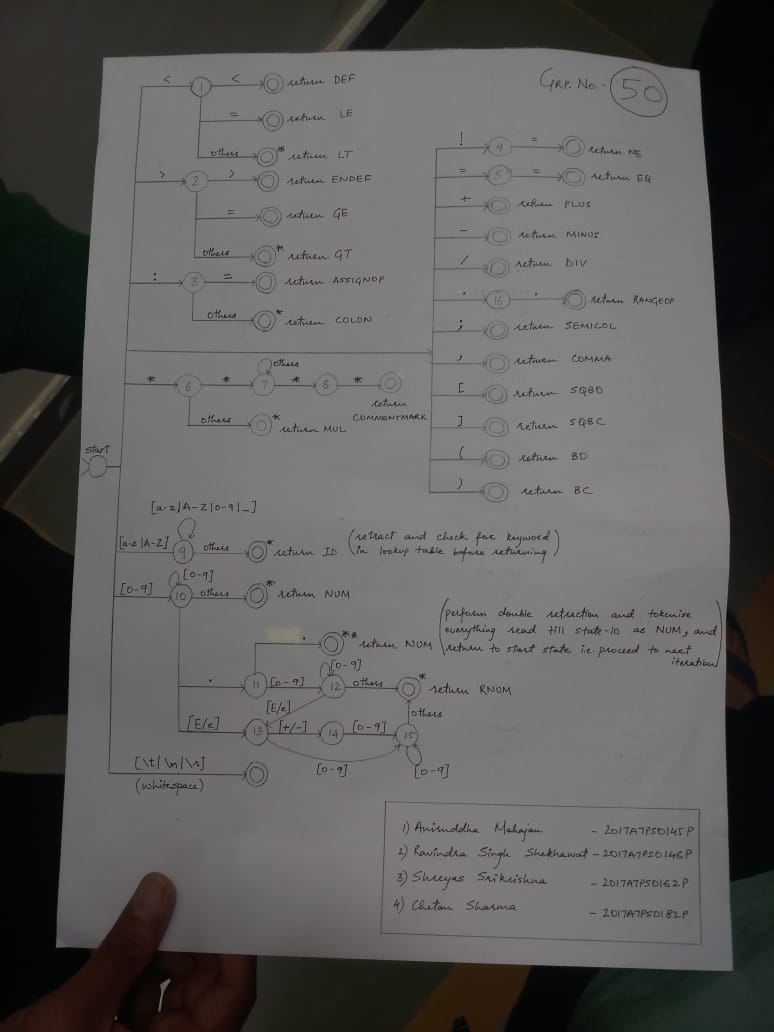 GRP. No. - 50
< 1 < return DEF
= return LE
others * return LT
> 2 > return ENDEF
= return GE
others * return GT
: 3 = return ASSIGNOP
others * return COLON
! 4 = return NE
= 5 = return EQ
+ return PLUS
- return MINUS
/ return DIV
. 16 . return RANGEOP
; return SEMICOL
, return COMMA
[ return SQBO
] return SQBC
( return BO
) return BC
others
* 6 * 7 * 8 * return
COMMENTMARK
others * return MUL
start
[a-z|A-Z|0-9|_]
[a-z|A-Z] 9 others * return ID (retract and check for keyword
in lookup table before returning)
[0-9]
[0-9] 10 others * return NUM
. ** return NUM
(perform double retraction and tokenise
everything read till state-10 as NUM, and
return to start state i.e. proceed to next
iteration)
[0-9]
. 11 [0-9] 12 others * return RNUM
[E/e] others
[E/e] 13 [+/-] 14 [0-9] 15
[0-9] [0-9]
[\t|\n|\s]
(whitespace)
1) Aniruddha Mahajan - 2017A7PS0145P
2) Ravindra Singh Shekhawat - 2017A7PS0146P
3) Shreyas Srikrishna - 2017A7PS0162P
4) Chetan Sharma - 2017A7PS0182P